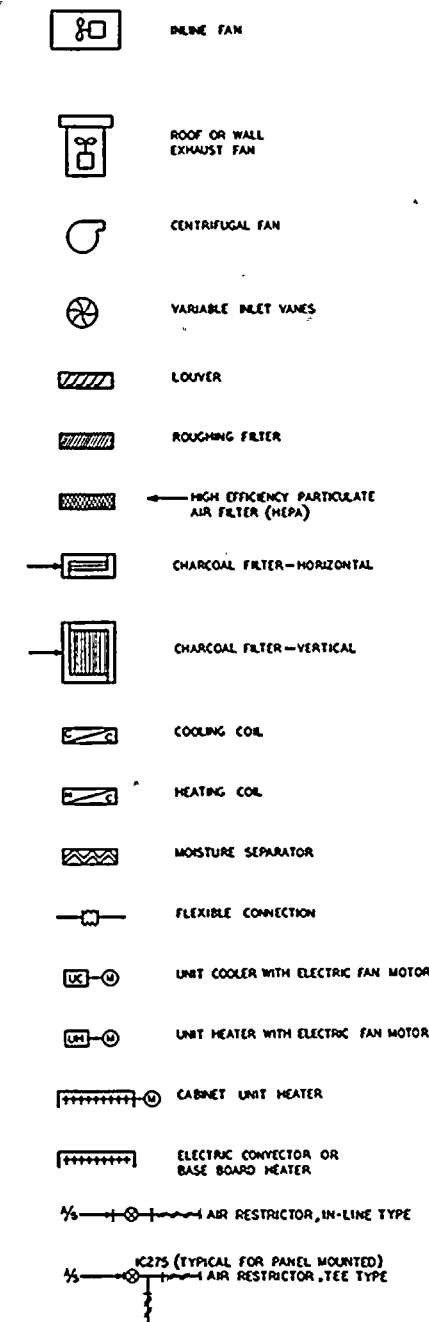 INLINE FAN
ROOF OR WALL
EXHAUST FAN
CENTRIFUGAL FAN
VARIABLE INLET VANES
LOUVER
ROUGHING FILTER
HIGH EFFICIENCY PARTICULATE
AIR FILTER (HEPA)
CHARCOAL FILTER-HORIZONTAL
CHARCOAL FILTER-VERTICAL
C C
COOLING COIL
H C
HEATING COIL
MOISTURE SEPARATOR
FLEXIBLE CONNECTION
UC M
UNIT COOLER WITH ELECTRIC FAN MOTOR
UH M
UNIT HEATER WITH ELECTRIC FAN MOTOR
M
CABINET UNIT HEATER
ELECTRIC CONVECTOR OR
BASE BOARD HEATER
A/S AIR RESTRICTOR, IN-LINE TYPE
IC275 (TYPICAL FOR PANEL MOUNTED)
A/S AIR RESTRICTOR, TEE TYPE